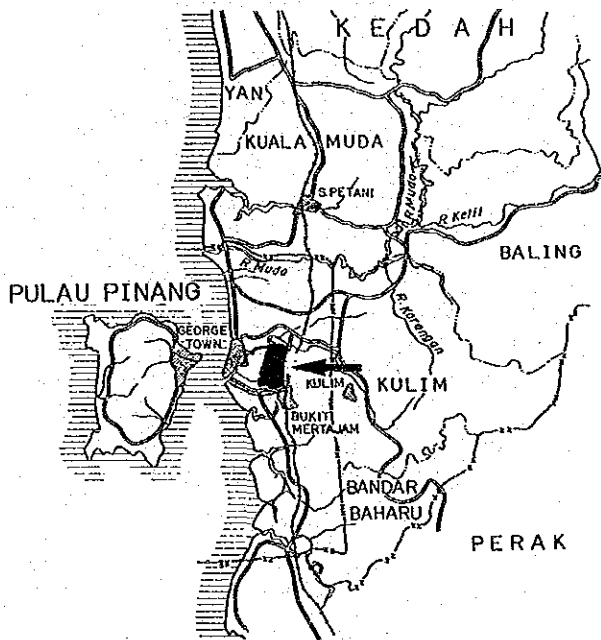 KEDAH
YAN
KUALA MUDA
S.PETANI
R.Muda
R Ketil
BALING
R. Muda
PULAU PINANG
GEORGE
TOWN
R.Karangan
KULIM
KULIM
BUKIT
MERTAJAM
BANDAR
BAHARU
PERAK